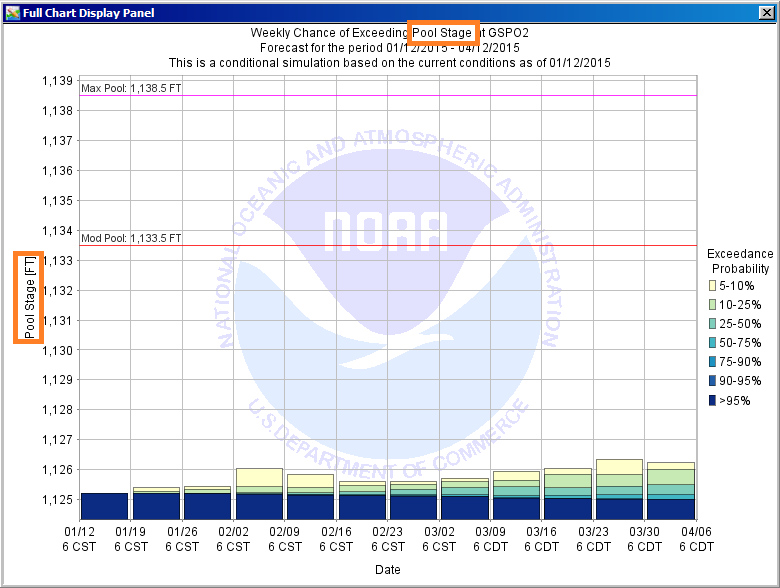 Full Chart Display Panel
Weekly Chance of Exceeding Pool Stage at GSPO2
Forecast for the period 01/12/2015 - 04/12/2015
This is a conditional simulation based on the current conditions as of 01/12/2015
1,139
Max Pool: 1,138.5 FT
1,138
1,137
1,136
1,135
1,134
Mod Pool: 1,133.5 FT
1,133
1,132
1,131
1,130
1,129
1,128
1,127
1,126
1,125
Pool Stage [FT]
NATIONAL OCEANIC AND ATMOSPHERIC ADMINISTRATION
NOAA
U.S. DEPARTMENT OF COMMERCE
Exceedance
Probability
5-10%
10-25%
25-50%
50-75%
75-90%
90-95%
>95%
01/12 01/19 01/26 02/02 02/09 02/16 02/23 03/02 03/09 03/16 03/23 03/30 04/06
6 CST 6 CST 6 CST 6 CST 6 CST 6 CST 6 CST 6 CST 6 CDT 6 CDT 6 CDT 6 CDT 6 CDT
Date